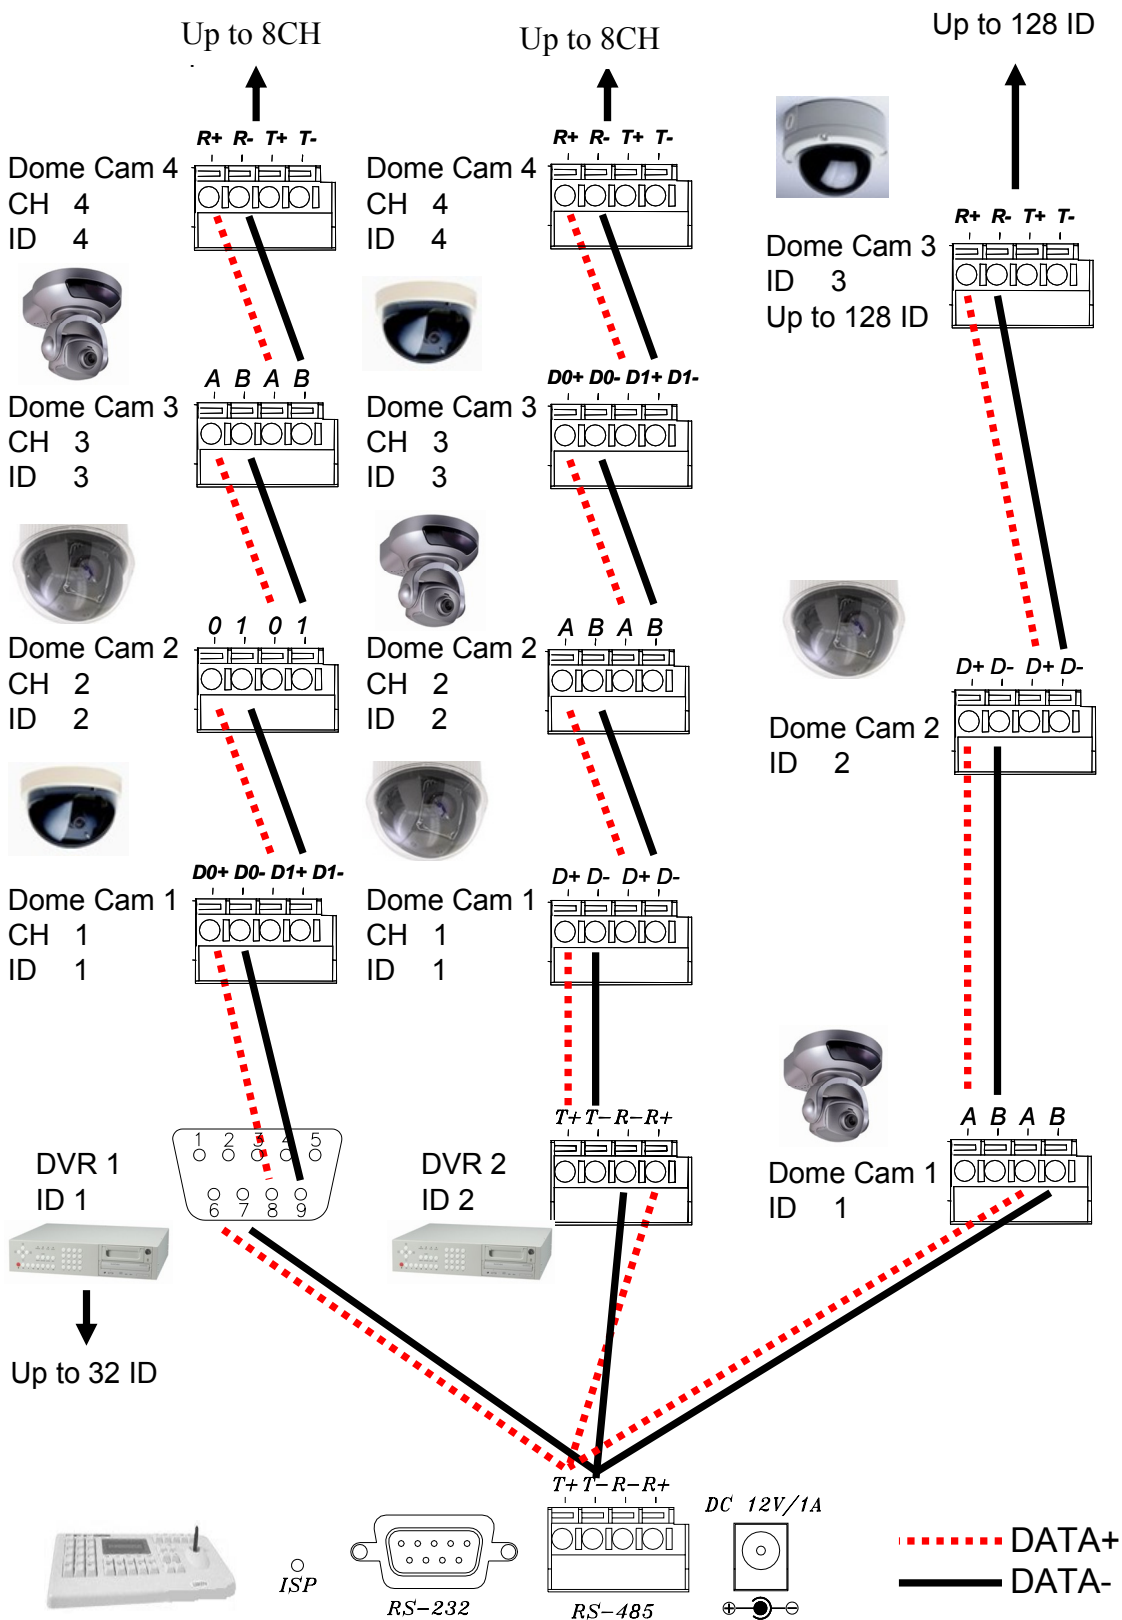 Up to 8CH
Up to 8CH
Up to 128 ID
R+ R- T+ T-
Dome Cam 4
CH 4
ID 4
R+ R- T+ T-
Dome Cam 4
CH 4
ID 4
R+ R- T+ T-
Dome Cam 3
ID 3
Up to 128 ID
A B A B
Dome Cam 3
CH 3
ID 3
D0+ D0- D1+ D1-
Dome Cam 3
CH 3
ID 3
0 1 0 1
Dome Cam 2
CH 2
ID 2
A B A B
Dome Cam 2
CH 2
ID 2
D+ D- D+ D-
Dome Cam 2
ID 2
D0+ D0- D1+ D1-
Dome Cam 1
CH 1
ID 1
D+ D- D+ D-
Dome Cam 1
CH 1
ID 1
A B A B
Dome Cam 1
ID 1
1 2 3 4 5
6 7 8 9
DVR 1
ID 1
T+ T- R- R+
DVR 2
ID 2
Up to 32 ID
T+ T- R- R+
DC 12V/1A
ISP
RS-232
RS-485
DATA+
DATA-